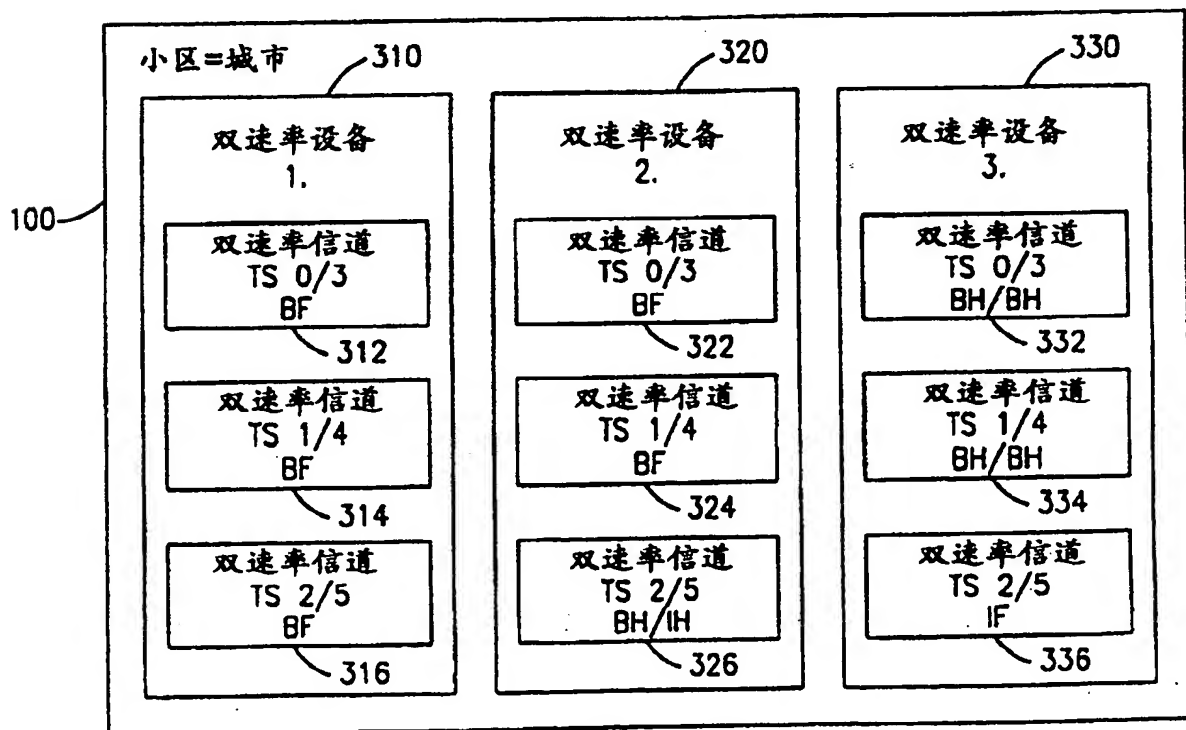 小区=城市
310
320
330
100
双速率设备
1.
双速率信道
TS 0/3
BF
312
双速率信道
TS 1/4
BF
314
双速率信道
TS 2/5
BF
316
双速率设备
2.
双速率信道
TS 0/3
BF
322
双速率信道
TS 1/4
BF
324
双速率信道
TS 2/5
BH/IH
326
双速率设备
3.
双速率信道
TS 0/3
BH/BH
332
双速率信道
TS 1/4
BH/BH
334
双速率信道
TS 2/5
IF
336